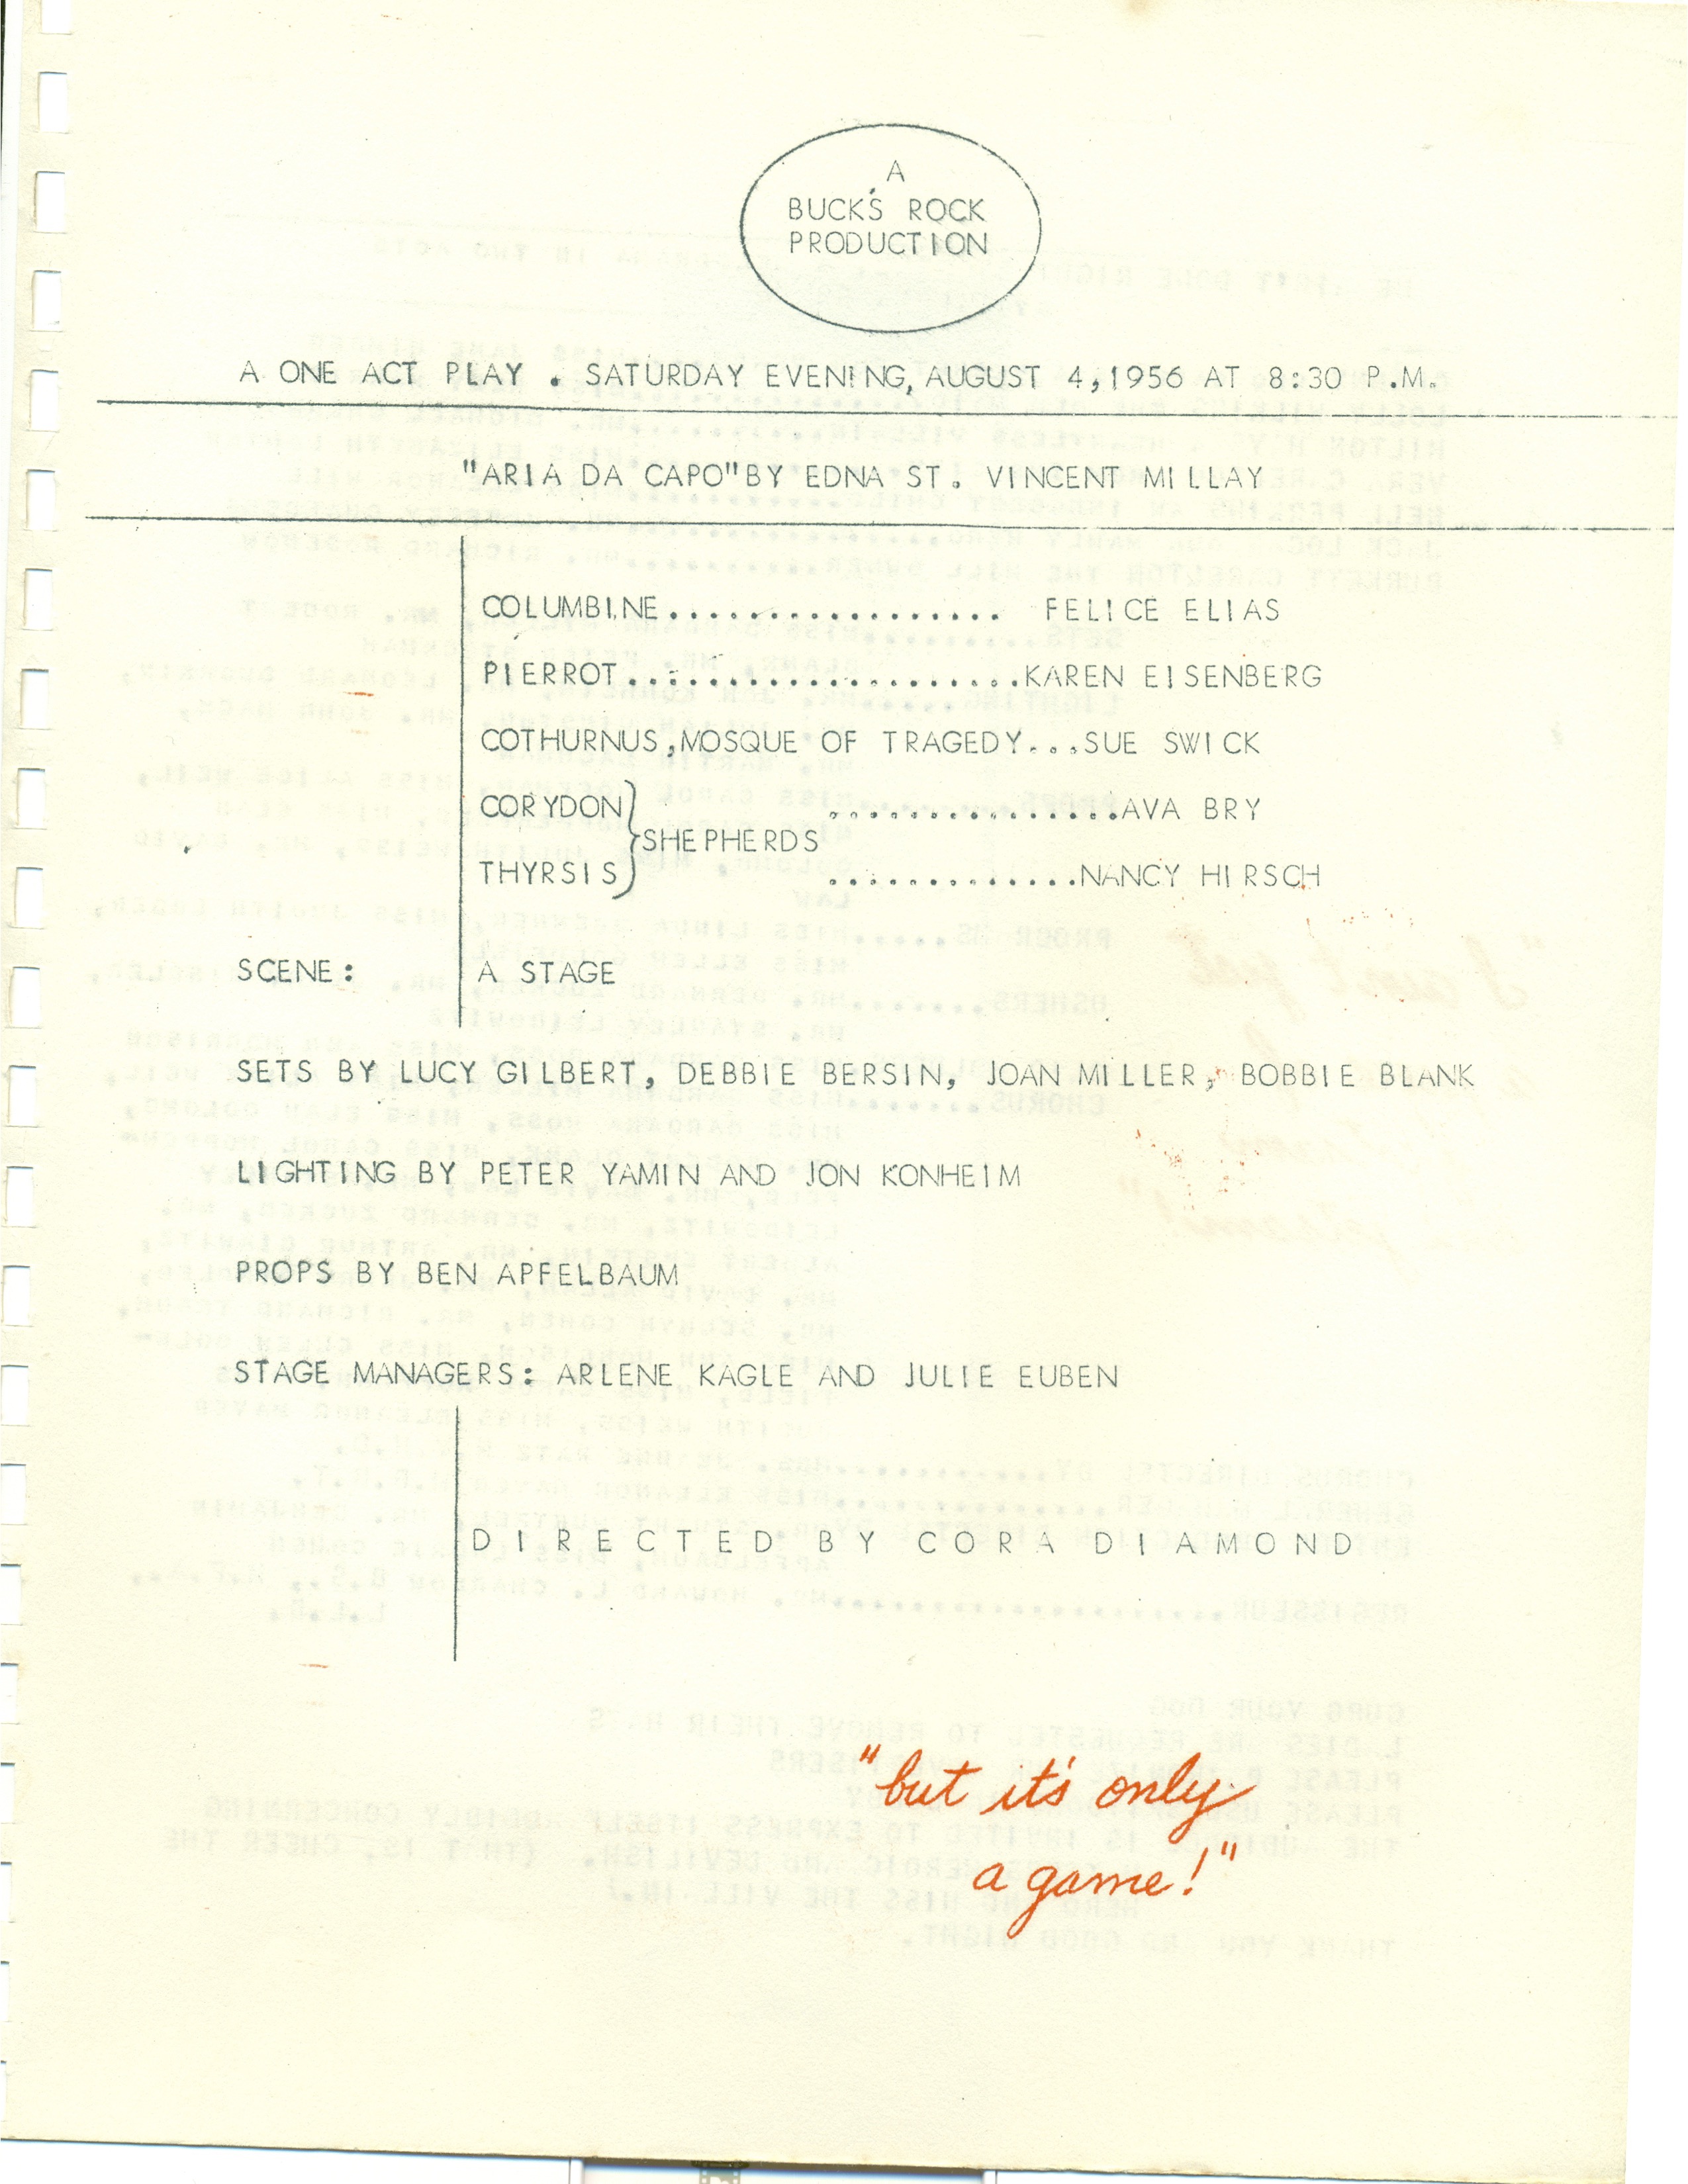 A
BUCK'S ROCK
PRODUCTION
A ONE ACT PLAY . SATURDAY EVENING, AUGUST 4, 1956 AT 8:30 P.M.
"ARIA DA CAPO" BY EDNA ST. VINCENT MILLAY
COLUMBINE................. FELICE ELIAS
PIERROT....................KAREN EISENBERG
COTHURNUS, MOSQUE OF TRAGEDY...SUE SWICK
CORYDON ...............AVA BRY
SHEPHERDS
THYRSIS .............NANCY HIRSCH
SCENE: A STAGE
SETS BY LUCY GILBERT, DEBBIE BERSIN, JOAN MILLER, BOBBIE BLANK
LIGHTING BY PETER YAMIN AND JON KONHEIM
PROPS BY BEN APFELBAUM
STAGE MANAGERS: ARLENE KAGLE AND JULIE EUBEN
DIRECTED BY CORA DIAMOND
"but it's only
a game!"